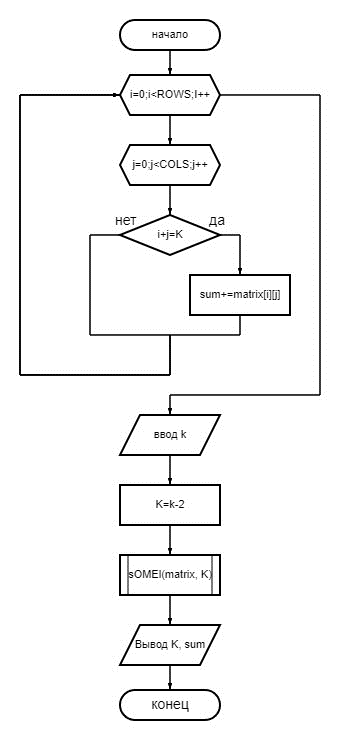 начало
i=0;i<ROWS;I++
j=0;j<COLS;j++
нет
да
i+j=K
sum+=matrix[i][j]
ввод k
K=k-2
sOMEI(matrix, K)
Вывод K, sum
конец